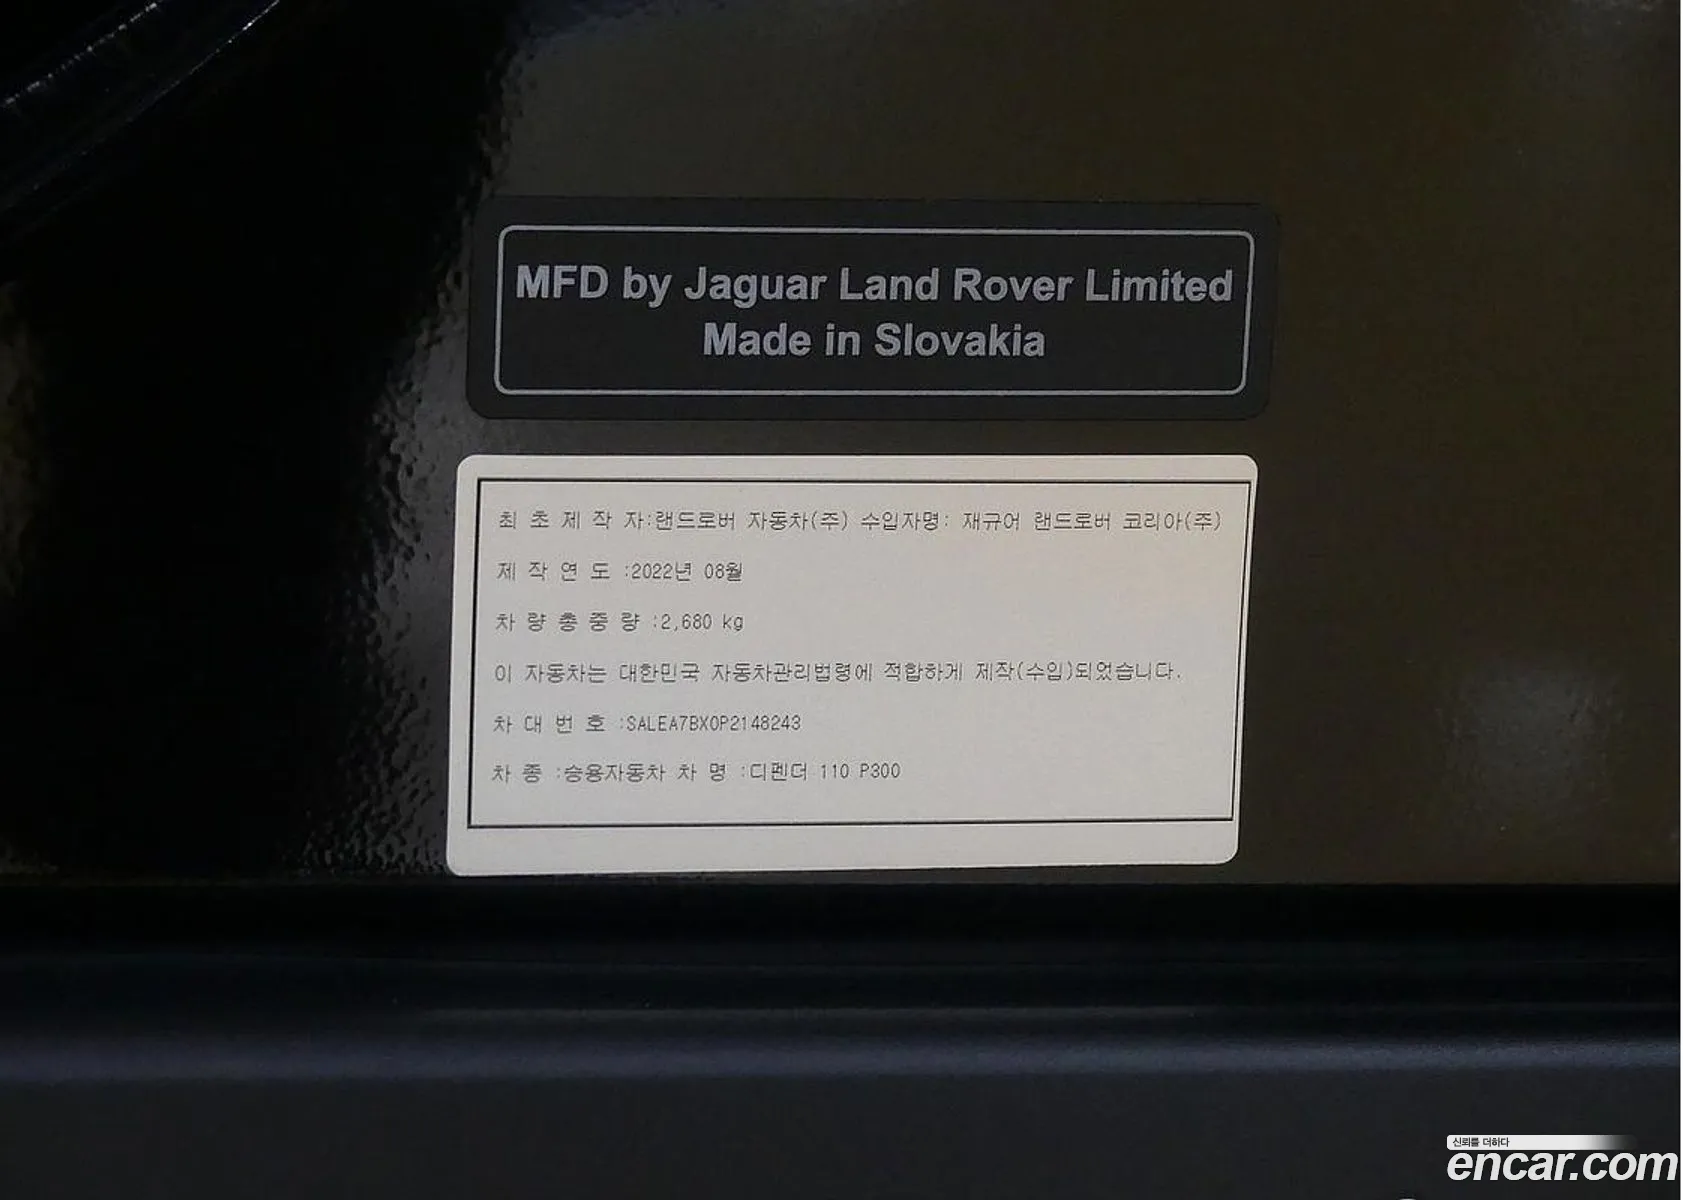 MFD by Jaguar Land Rover Limited
Made in Slovakia
최 초 제 작 자:랜드로버 자동차(주) 수입자명: 재규어 랜드로버 코리아(주)
제 작 연 도 :2022년 08월
차 량 총 중 량 :2,680 kg
이 자동차는 대한민국 자동차관리법령에 적합하게 제작(수입)되었습니다.
차 대 번 호 :SALEA7BX0P2148243
차 종 :승용자동차 차 명 :디펜더 110 P300
신뢰를 더하다
encar.com